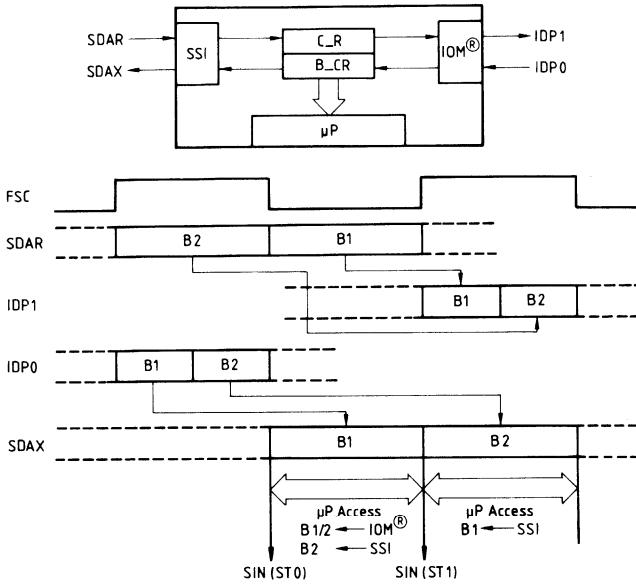 SDAR
SDAX
SSI
C_R
B_CR
IOM®
IDP1
IDP0
µP
FSC
SDAR
B2
B1
IDP1
B1
B2
IDP0
B1
B2
SDAX
B1
B2
µP Access
B1/2 ← IOM®
B2 ← SSI
µP Access
B1 ← SSI
SIN (ST0)
SIN (ST1)